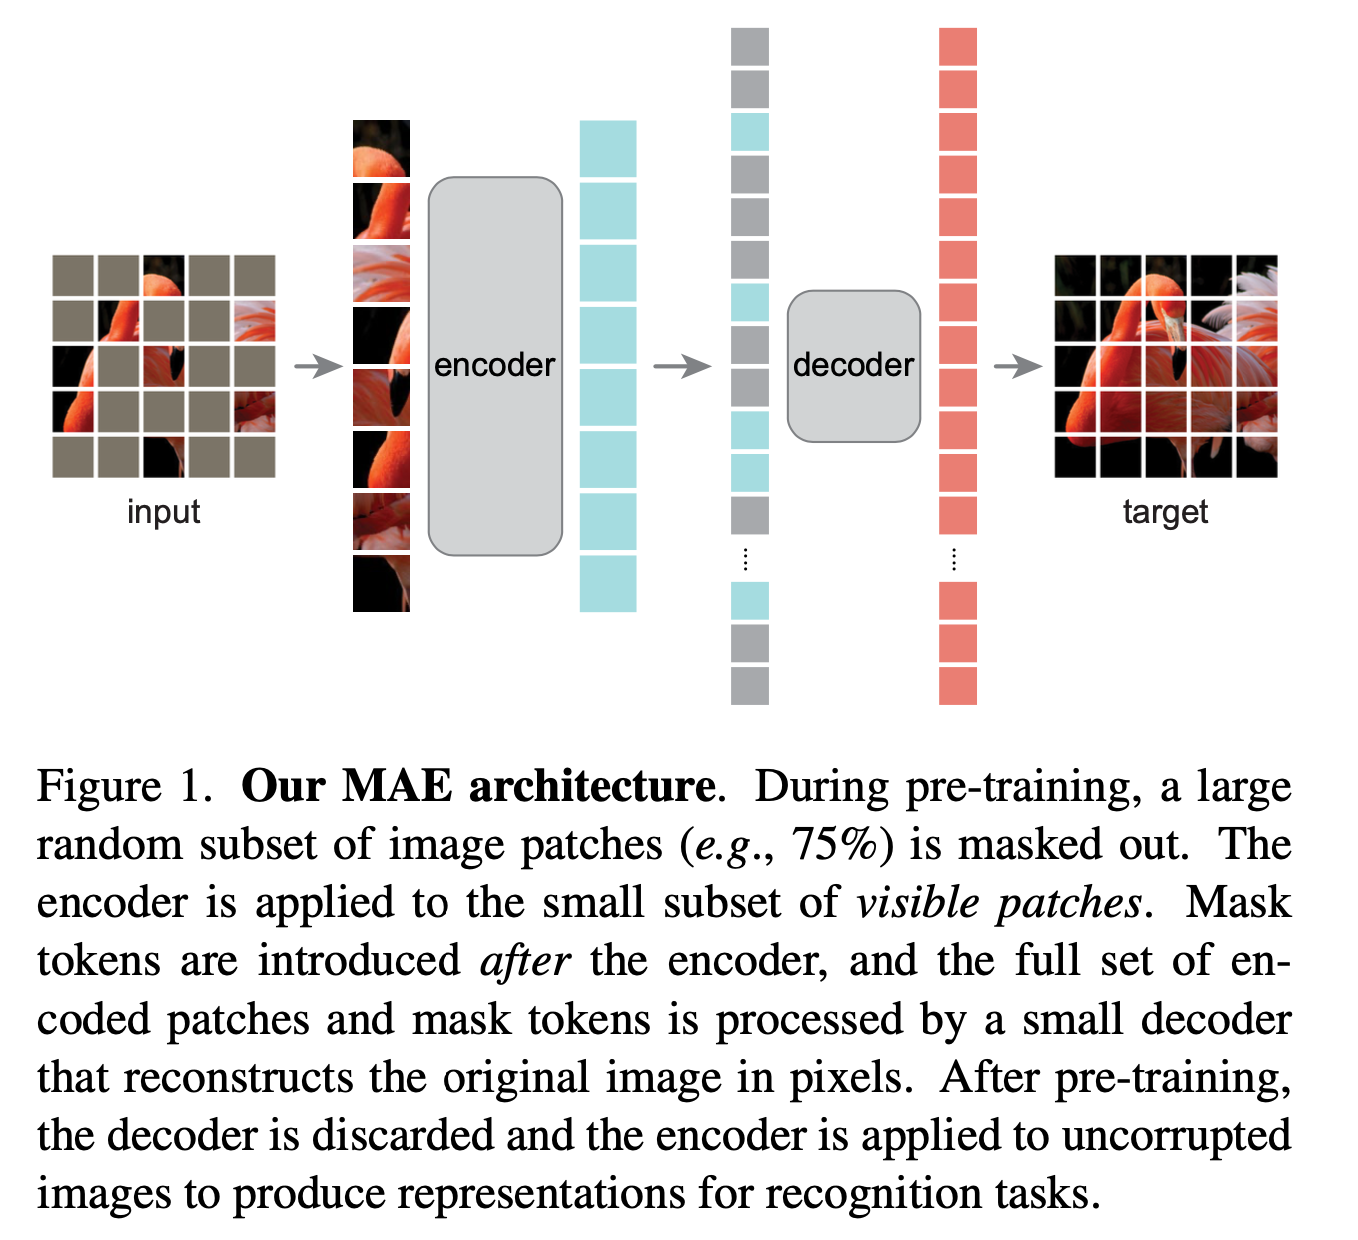 input
encoder
decoder
target
Figure 1. Our MAE architecture. During pre-training, a large
random subset of image patches (e.g., 75%) is masked out. The
encoder is applied to the small subset of visible patches. Mask
tokens are introduced after the encoder, and the full set of en-
coded patches and mask tokens is processed by a small decoder
that reconstructs the original image in pixels. After pre-training,
the decoder is discarded and the encoder is applied to uncorrupted
images to produce representations for recognition tasks.